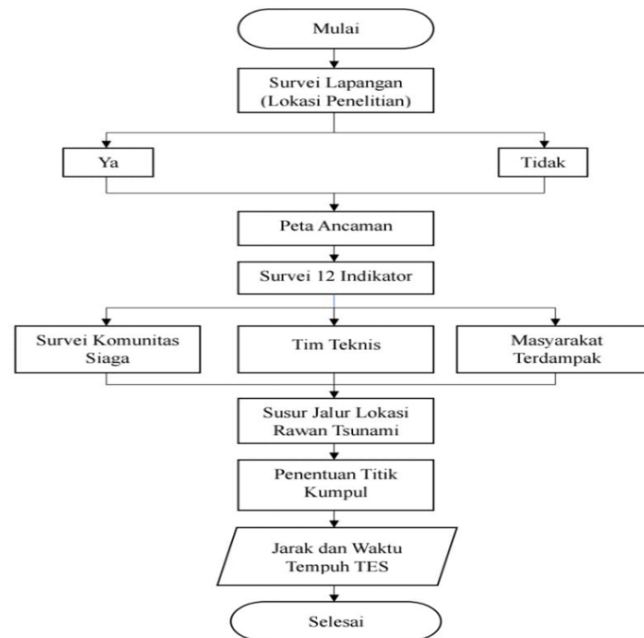 Mulai
Survei Lapangan
(Lokasi Penelitian)
Ya
Tidak
Peta Ancaman
Survei 12 Indikator
Survei Komunitas
Siaga
Tim Teknis
Masyarakat
Terdampak
Susur Jalur Lokasi
Rawan Tsunami
Penentuan Titik
Kumpul
Jarak dan Waktu
Tempuh TES
Selesai